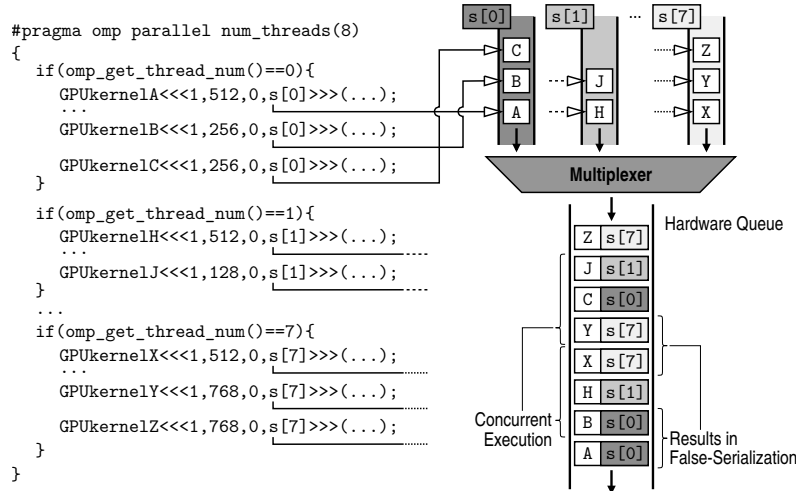 #pragma omp parallel num_threads(8)
{
if(omp_get_thread_num()==0){
GPUkernelA<<<1,512,0,s[0]>>>(...);
...
GPUkernelB<<<1,256,0,s[0]>>>(...);
GPUkernelC<<<1,256,0,s[0]>>>(...);
}
if(omp_get_thread_num()==1){
GPUkernelH<<<1,512,0,s[1]>>>(...);
...
GPUkernelJ<<<1,128,0,s[1]>>>(...);
}
...
if(omp_get_thread_num()==7){
GPUkernelX<<<1,512,0,s[7]>>>(...);
...
GPUkernelY<<<1,768,0,s[7]>>>(...);
GPUkernelZ<<<1,768,0,s[7]>>>(...);
}
}
s[0] s[1] ... s[7]
C Z
B J Y
A H X
Multiplexer
Hardware Queue
Z s[7]
J s[1]
C s[0]
Y s[7]
X s[7]
H s[1]
B s[0]
A s[0]
Concurrent
Execution
Results in
False-Serialization